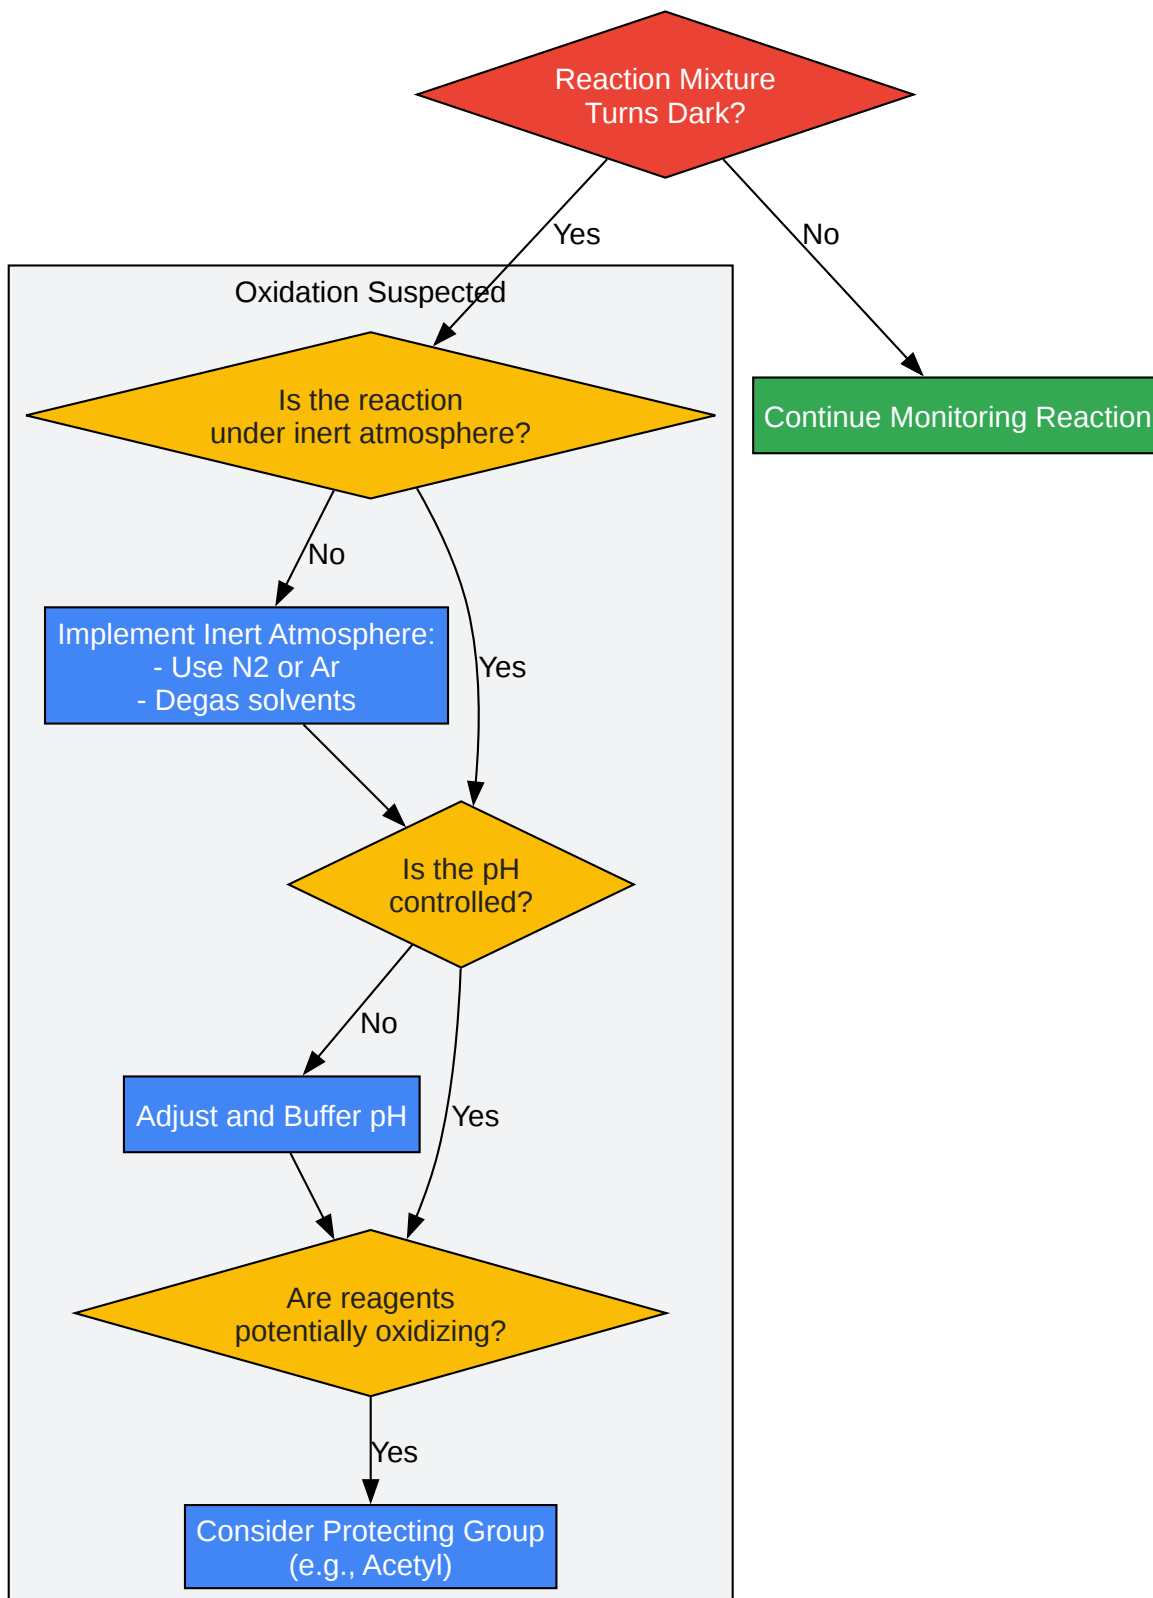 Reaction Mixture
Turns Dark?
Yes
No
Oxidation Suspected
Is the reaction
under inert atmosphere?
Continue Monitoring Reaction
No
Yes
Implement Inert Atmosphere:
- Use N2 or Ar
- Degas solvents
Is the pH
controlled?
No
Yes
Adjust and Buffer pH
Are reagents
potentially oxidizing?
Yes
Consider Protecting Group
(e.g., Acetyl)